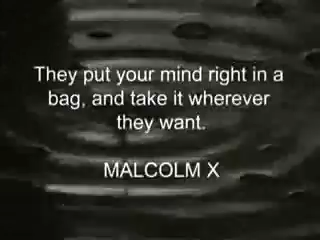 They put your mind right in a
bag, and take it wherever
they want.
MALCOLM X